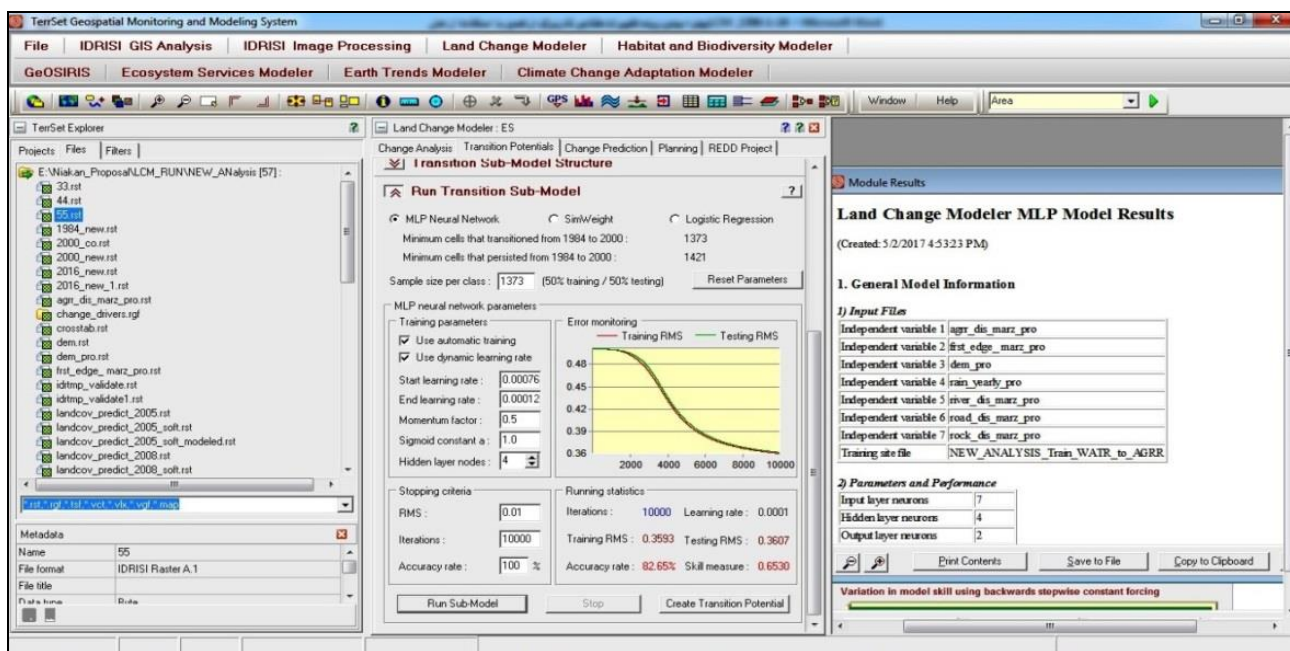 TerrSet Geospatial Monitoring and Modeling System
File IDRISI GIS Analysis IDRISI Image Processing Land Change Modeler Habitat and Biodiversity Modeler
GeOSIRIS Ecosystem Services Modeler Earth Trends Modeler Climate Change Adaptation Modeler
GPS Window Help Area
TerrSet Explorer ?
Projects Files Filters
E:\Niakan_Proposal\LCM_RUN\NEW_ANalysis [57] :
33.rst
44.rst
55.rst
1984_new.rst
2000_co.rst
2000_new.rst
2016_new.rst
2016_new_1.rst
agrr_dis_marz_pro.rst
change_drivers.rgf
crosstab.rst
dem.rst
dem_pro.rst
frst_edge_ marz_pro.rst
idrtmp_validate.rst
idrtmp_validate1.rst
landcov_predict_2005.rst
landcov_predict_2005_soft.rst
landcov_predict_2005_soft_modeled.rst
landcov_predict_2008.rst
landcov_predict_2008_soft.rst
*.rst,*.rgf,*.tsf,*.vct,*.vlx,*.vgf,*.map
Metadata
Name 55
File format IDRISI Raster A.1
File title
Data type Byte
Land Change Modeler : ES ? ?
Change Analysis Transition Potentials Change Prediction Planning REDD Project
Transition Sub-Model Structure
Run Transition Sub-Model ?
MLP Neural Network SimWeight Logistic Regression
Minimum cells that transitioned from 1984 to 2000 : 1373
Minimum cells that persisted from 1984 to 2000 : 1421
Sample size per class : 1373 (50% training / 50% testing) Reset Parameters
MLP neural network parameters
Training parameters
Use automatic training
Use dynamic learning rate
Start learning rate : 0.00076
End learning rate : 0.00012
Momentum factor : 0.5
Sigmoid constant a : 1.0
Hidden layer nodes : 4
Error monitoring
Training RMS Testing RMS
0.48
0.45
0.42
0.39
0.36
2000 4000 6000 8000 10000
Stopping criteria
RMS : 0.01
Iterations : 10000
Accuracy rate : 100 %
Running statistics
Iterations : 10000 Learning rate : 0.0001
Training RMS : 0.3593 Testing RMS : 0.3607
Accuracy rate : 82.65% Skill measure : 0.6530
Run Sub-Model Stop Create Transition Potential
Module Results
Land Change Modeler MLP Model Results
(Created: 5/2/2017 4:53:23 PM)
1. General Model Information
1) Input Files
Independent variable 1 agrr_dis_marz_pro
Independent variable 2 frst_edge_ marz_pro
Independent variable 3 dem_pro
Independent variable 4 rain_yearly_pro
Independent variable 5 river_dis_marz_pro
Independent variable 6 road_dis_marz_pro
Independent variable 7 rock_dis_marz_pro
Training site file NEW_ANALYSIS_Train_WATR_to_AGRR
2) Parameters and Performance
Input layer neurons 7
Hidden layer neurons 4
Output layer neurons 2
Print Contents Save to File Copy to Clipboard
Variation in model skill using backwards stepwise constant forcing